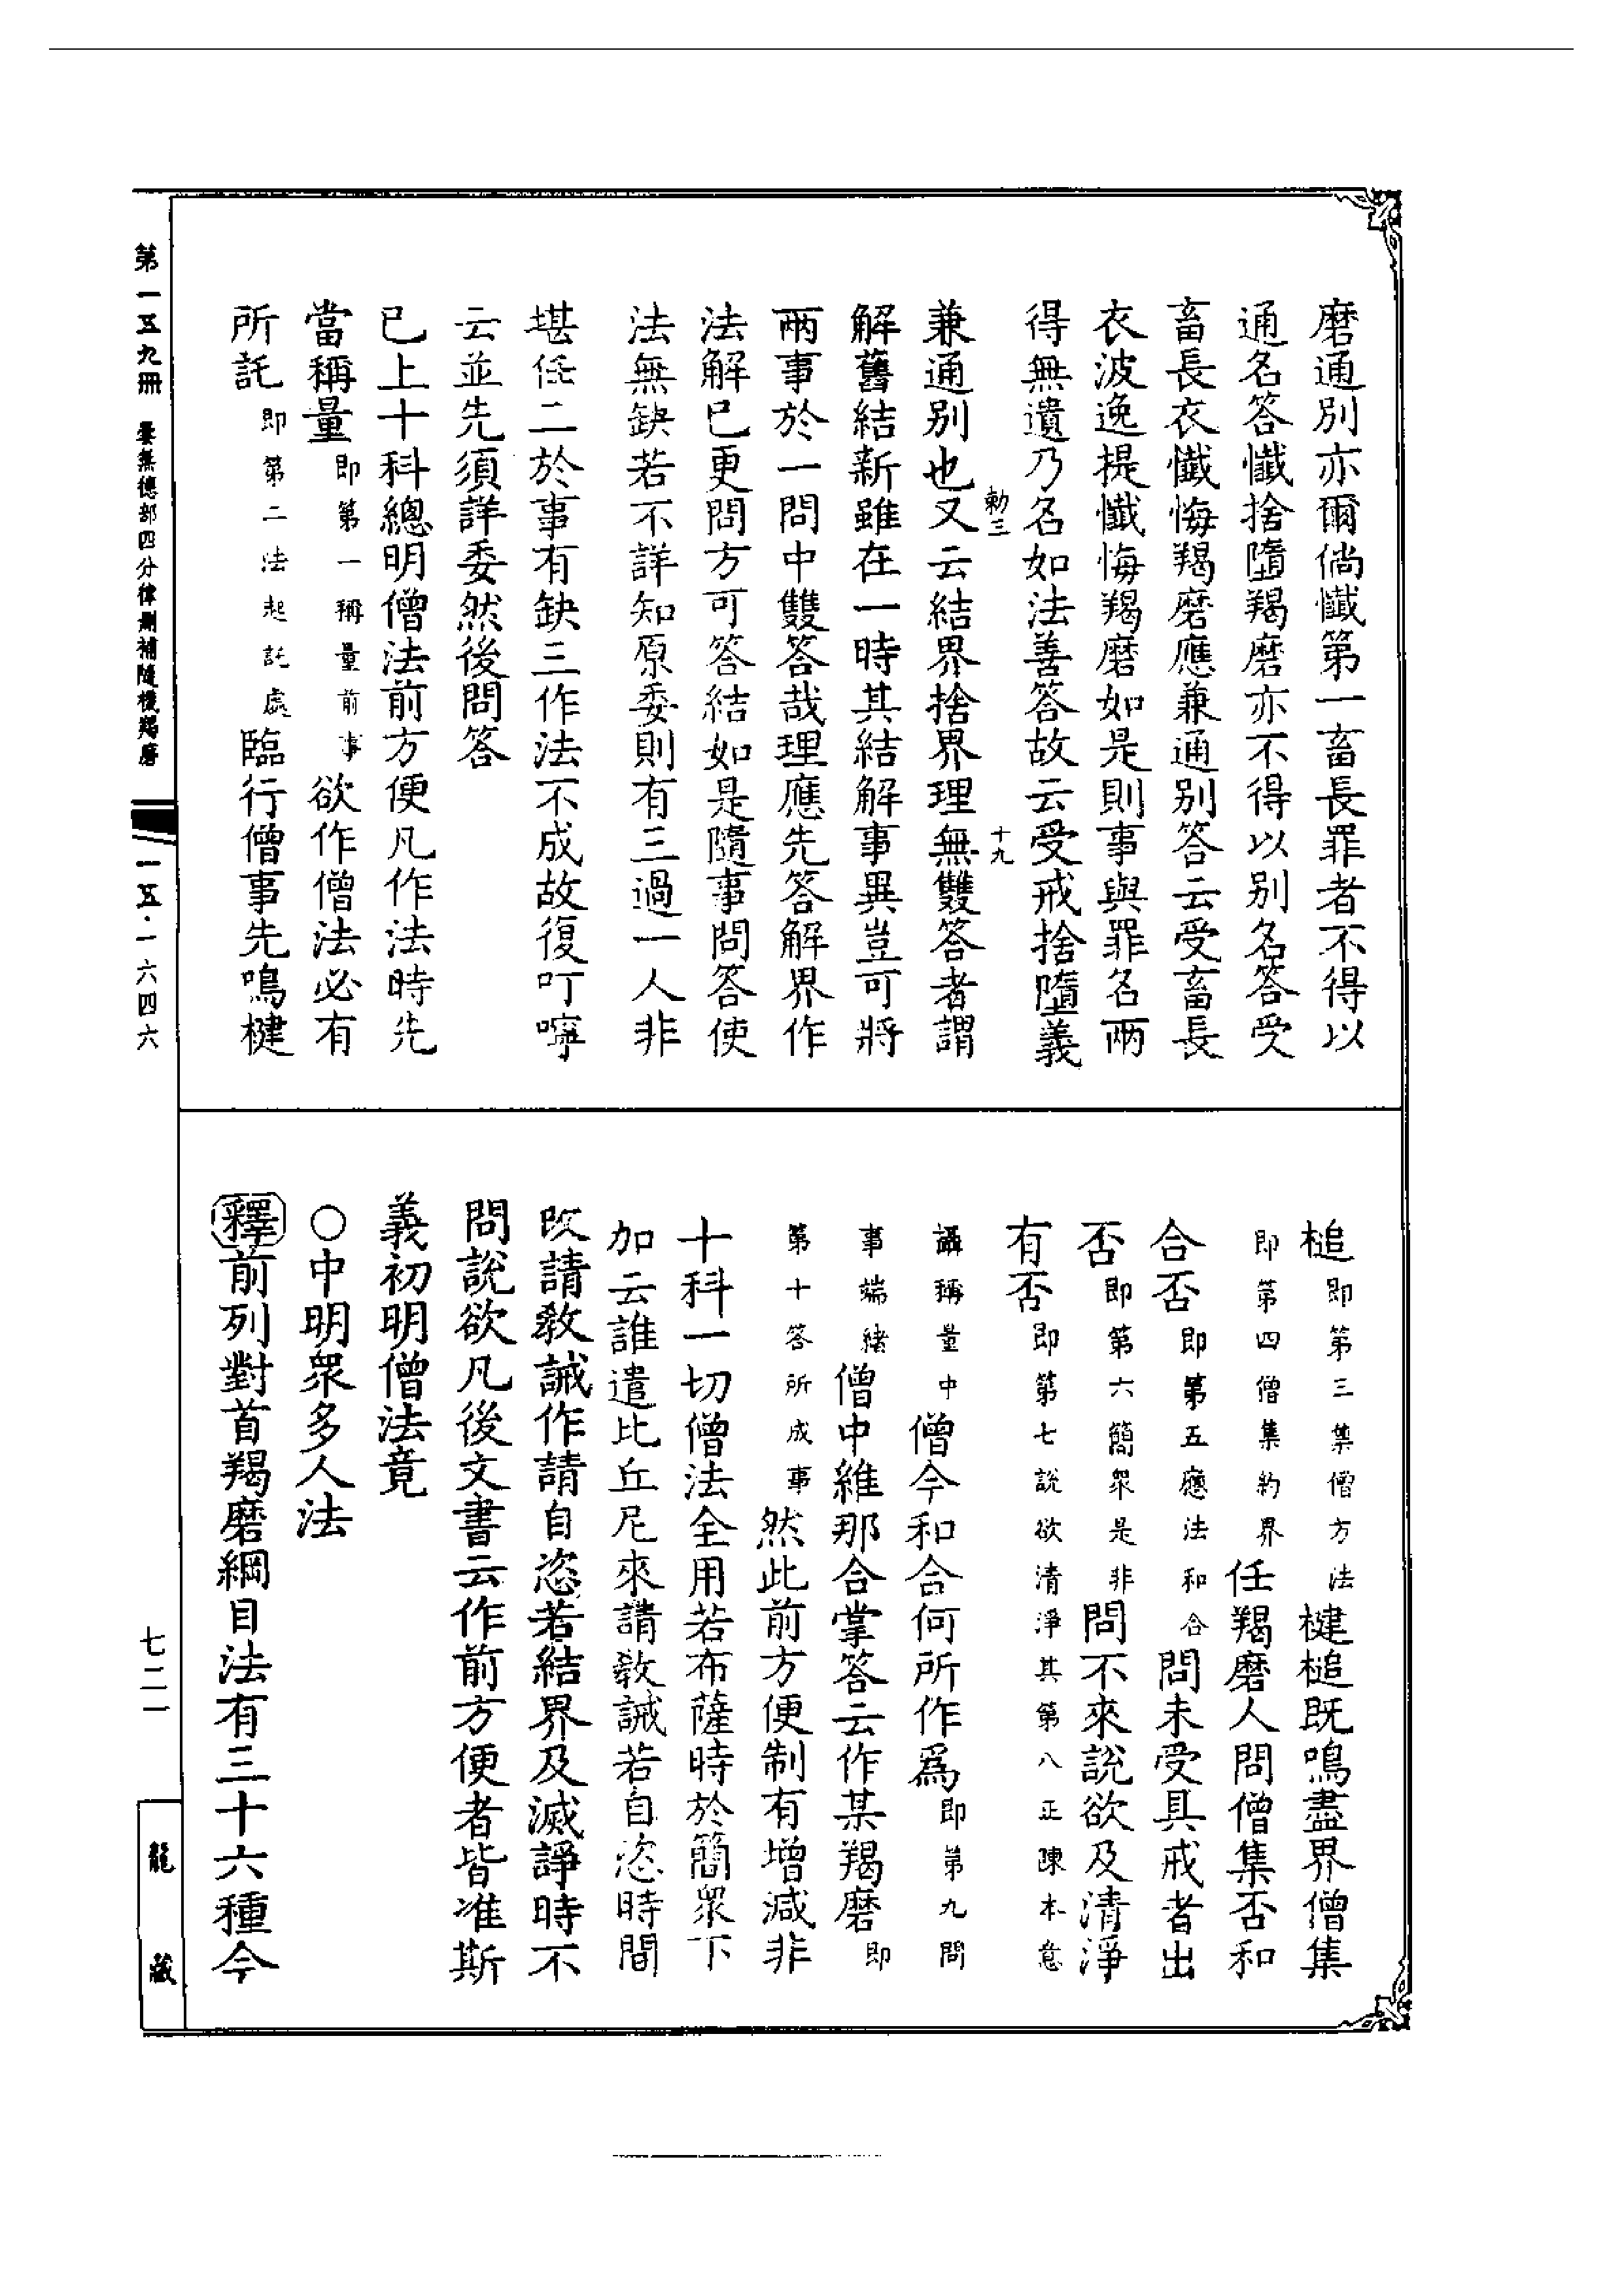 磨通別亦爾倘懺第一畜長罪者不得以
通名答懺捨墮羯磨亦不得以别名答受
畜長衣懺悔羯磨應兼通别答云受畜長
衣波逸提懺悔羯磨如是則事與罪名兩
得無遺乃名如法善答故云受戒捨墮義
勅三 十九
兼通别也又云結界捨界理無雙答者謂
解舊結新雖在一時其結解事異豈可將
兩事於一問中雙答哉理應先答解界作
法解已更問方可答結如是隨事問答使
法無缺若不詳知原委則有三過一人非
堪任二於事有缺三作法不成故復叮嚀
云並先須詳委然後問答
已上十科總明僧法前方便凡作法時先
當稱量即第一稱量前事欲作僧法必有
所託即第二法起託處臨行僧事先鳴楗
槌即第三集僧方法楗槌既鳴盡界僧集
即第四僧集約界任羯磨人問僧集否和
合否即第五應法和合問未受具戒者出
否即第六簡眾是非問不來說欲及清淨
有否即第七說欲清淨其第八正陳本意
講稱量中僧今和合何所作爲即第九問
事端緒僧中維那合掌答云作某羯磨即
第十答所成事然此前方便制有增減非
十科一切僧法全用若布薩時於簡眾下
加云誰遣比丘尼來請教誡若自恣時間
改請教誡作請自恣若結界及滅諍時不
問說欲凡後文書云作前方便者皆准斯
義初明僧法竟
○中明眾多人法
釋前列對首羯磨綱目法有三十六種今
第一五九冊 曇無德部四分律刪補隨機羯磨 一五·一六四六
七二一
龍藏